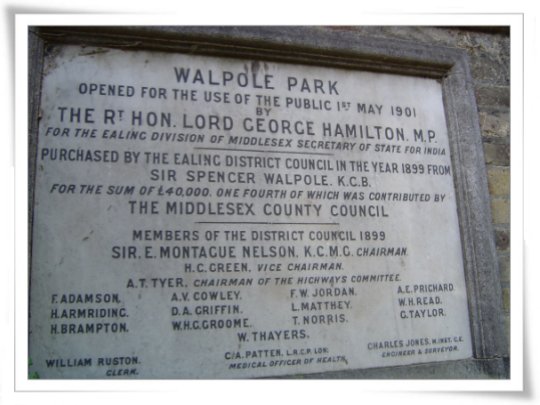 WALPOLE PARK
OPENED FOR THE USE OF THE PUBLIC 1ST MAY 1901
BY
THE RT HON. LORD GEORGE HAMILTON, M.P.
FOR THE EALING DIVISION OF MIDDLESEX SECRETARY OF STATE FOR INDIA
PURCHASED BY THE EALING DISTRICT COUNCIL IN THE YEAR 1899 FROM
SIR SPENCER WALPOLE. K.C.B.
FOR THE SUM OF £40,000. ONE FOURTH OF WHICH WAS CONTRIBUTED BY
THE MIDDLESEX COUNTY COUNCIL
MEMBERS OF THE DISTRICT COUNCIL 1899
SIR. E. MONTAGUE NELSON, K.C.M.G. CHAIRMAN.
H.C. GREEN, VICE CHAIRMAN.
A.T. TYER, CHAIRMAN OF THE HIGHWAYS COMMITTEE.
F. ADAMSON, A.V. COWLEY, F.W. JORDAN, A.E. PRICHARD
H. ARMRIDING. D.A. GRIFFIN. L. MATTHEY. W.H. READ.
H. BRAMPTON. W.H.G. GROOME. T. NORRIS. G. TAYLOR.
W. THAYERS.
WILLIAM RUSTON. C/A. PATTEN, L.R.C.P. LON. CHARLES JONES, M.INST. C.E.
CLERK. MEDICAL OFFICER OF HEALTH. ENGINEER & SURVEYOR.